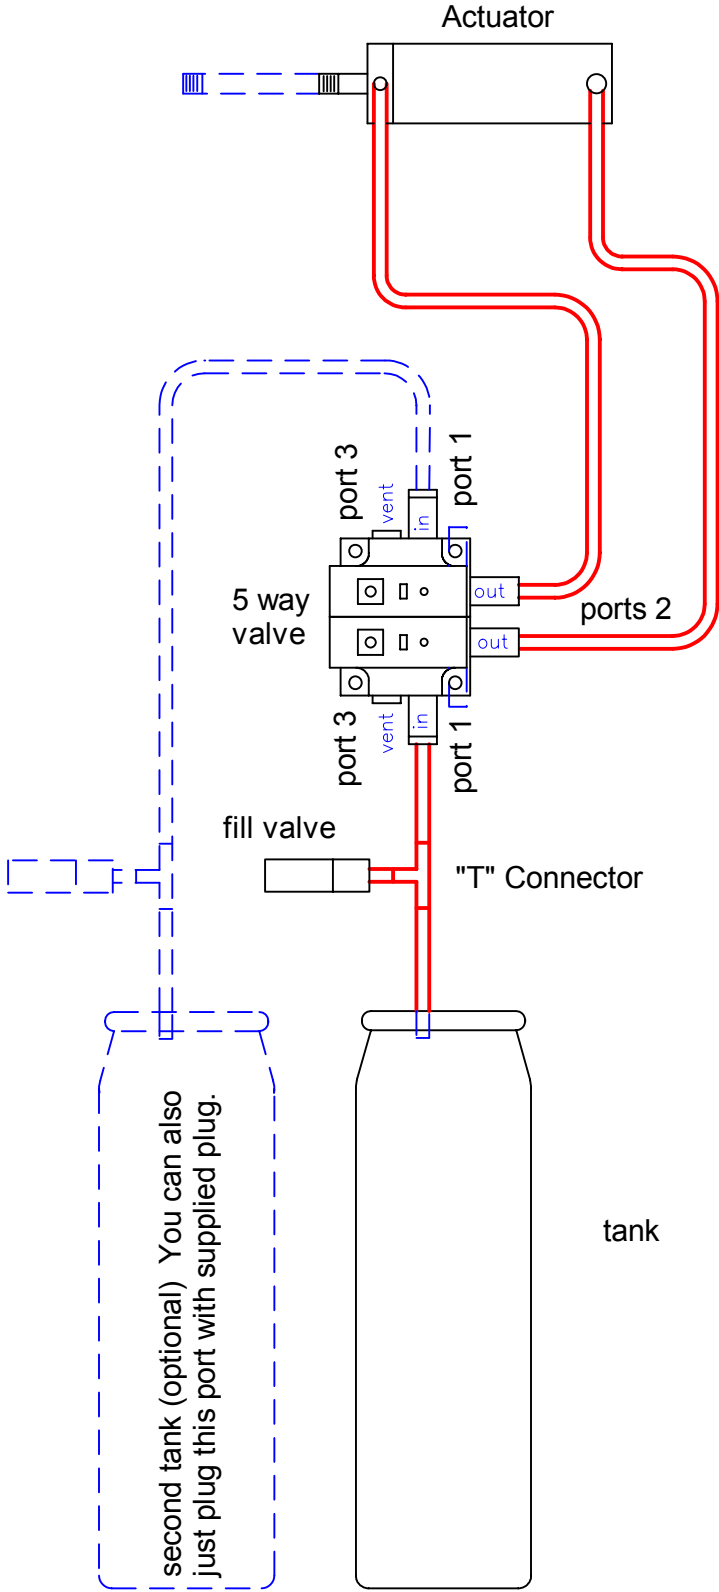 Actuator
port 3
vent
in
port 1
5 way
valve
out
out
ports 2
port 3
vent
in
port 1
fill valve
"T" Connector
second tank (optional)  You can also
just plug this port with supplied plug.
tank